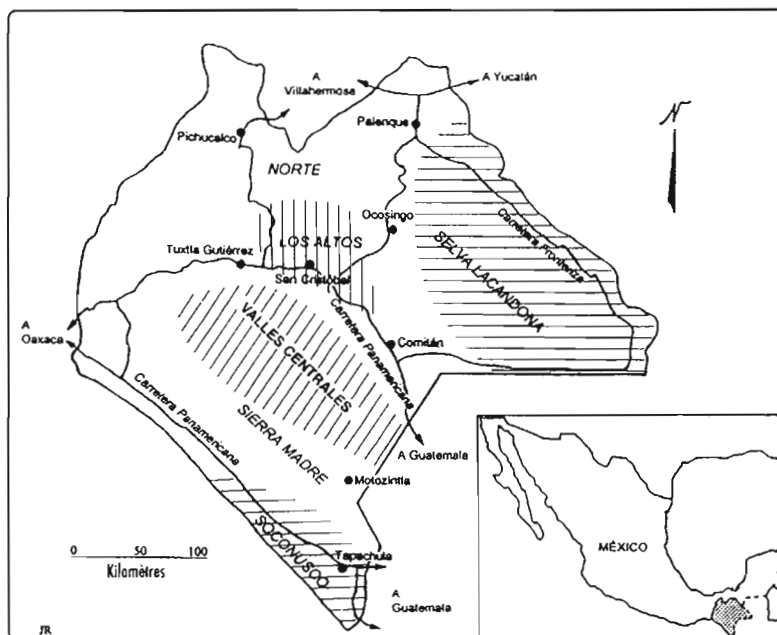 A
Villahermosa
A Yucatán
N
Palenque
Pichucalco
NORTE
Ocosingo
LOS ALTOS
Tuxtla Gutiérrez
San Cristóbal
Carretera Fronteriza
SELVA LACANDONA
VALLES CENTRALES
Carretera Panamericana
Comitán
A
Oaxaca
Carretera Panamericana
SIERRA MADRE
A Guatemala
Motozintla
SOCONUSCO
Tapachula
0 50 100
Kilomètres
A
Guatemala
MÉXICO
JR